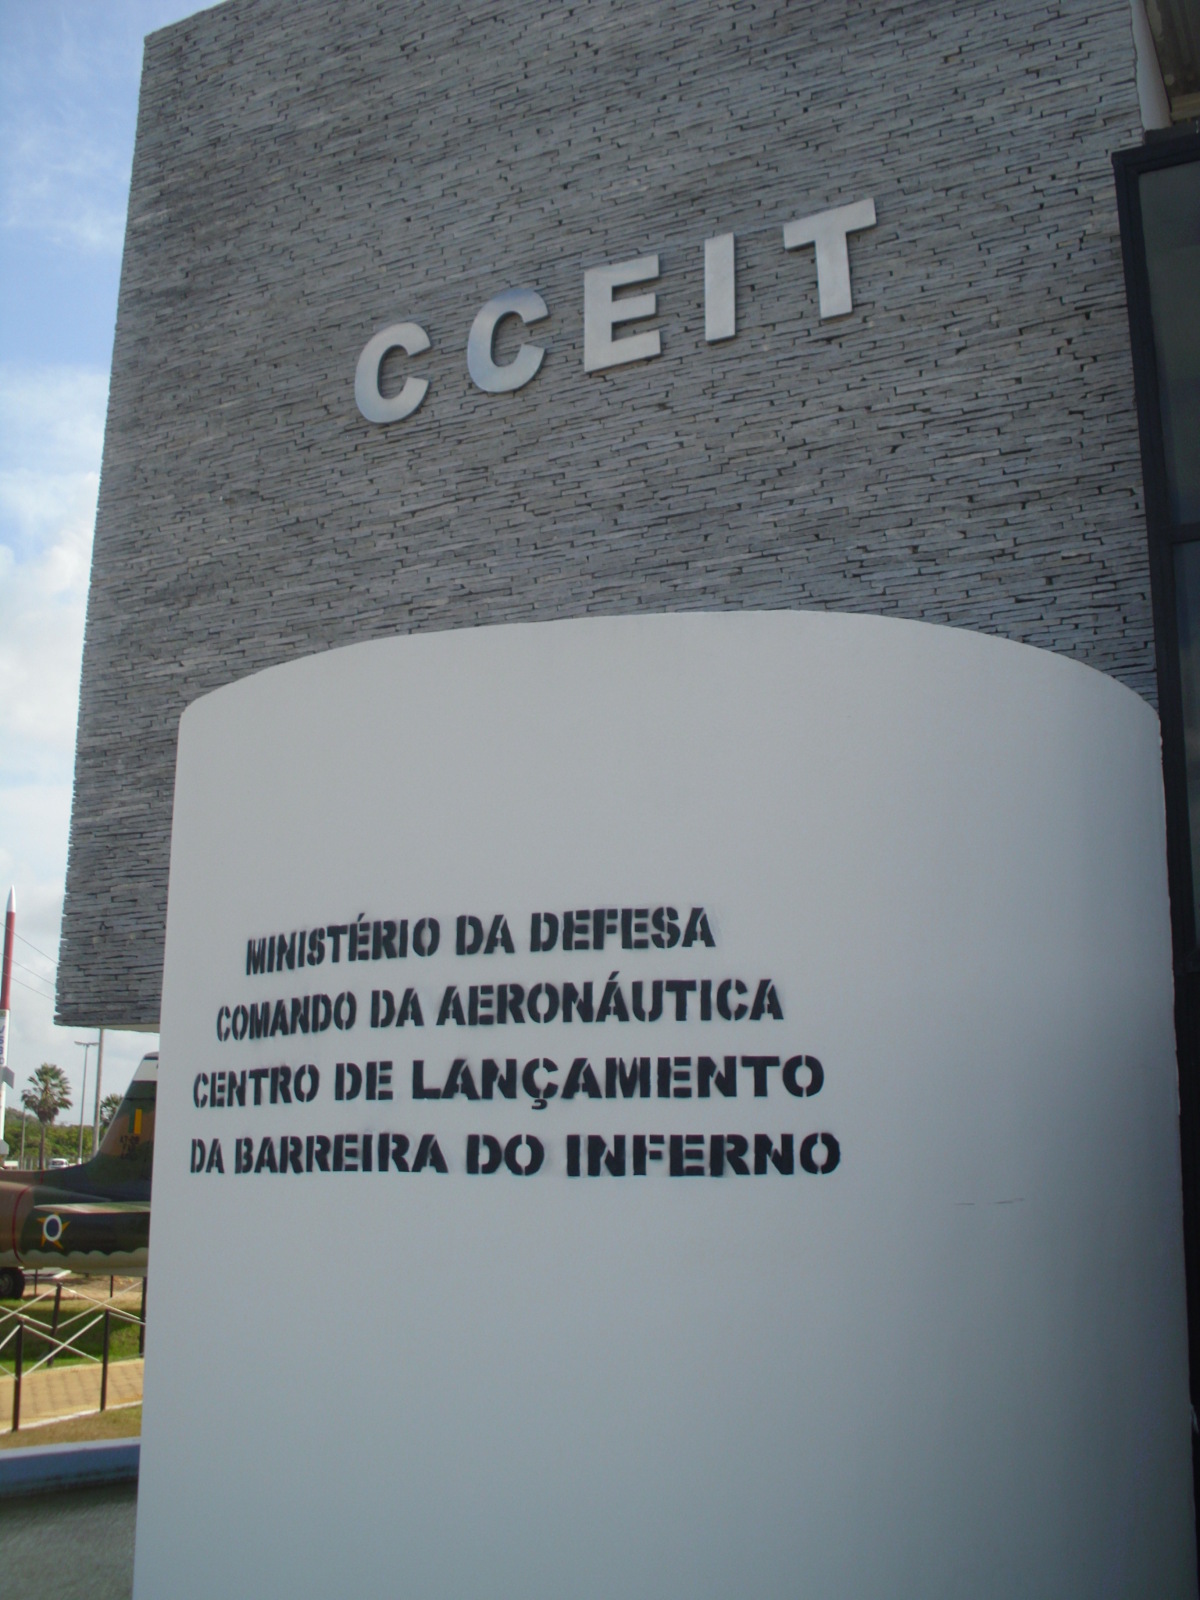 CCEIT
MINISTÉRIO DA DEFESA
COMANDO DA AERONÁUTICA
CENTRO DE LANÇAMENTO
DA BARREIRA DO INFERNO